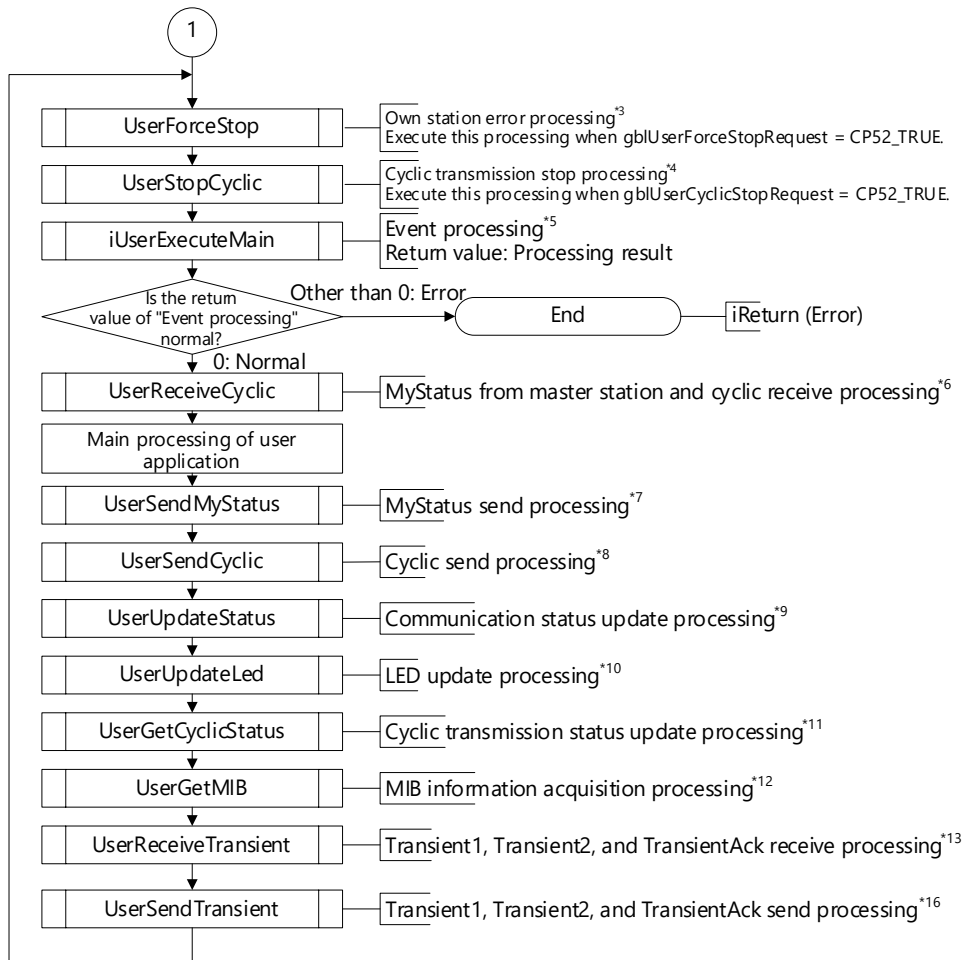 1
UserForceStop
Own station error processing*3
Execute this processing when gblUserForceStopRequest = CP52_TRUE.
UserStopCyclic
Cyclic transmission stop processing*4
Execute this processing when gblUserCyclicStopRequest = CP52_TRUE.
iUserExecuteMain
Event processing*5
Return value: Processing result
Is the return
value of "Event processing"
normal?
Other than 0: Error
End
iReturn (Error)
0: Normal
UserReceiveCyclic
MyStatus from master station and cyclic receive processing*6
Main processing of user
application
UserSendMyStatus
MyStatus send processing*7
UserSendCyclic
Cyclic send processing*8
UserUpdateStatus
Communication status update processing*9
UserUpdateLed
LED update processing*10
UserGetCyclicStatus
Cyclic transmission status update processing*11
UserGetMIB
MIB information acquisition processing*12
UserReceiveTransient
Transient1, Transient2, and TransientAck receive processing*13
UserSendTransient
Transient1, Transient2, and TransientAck send processing*16